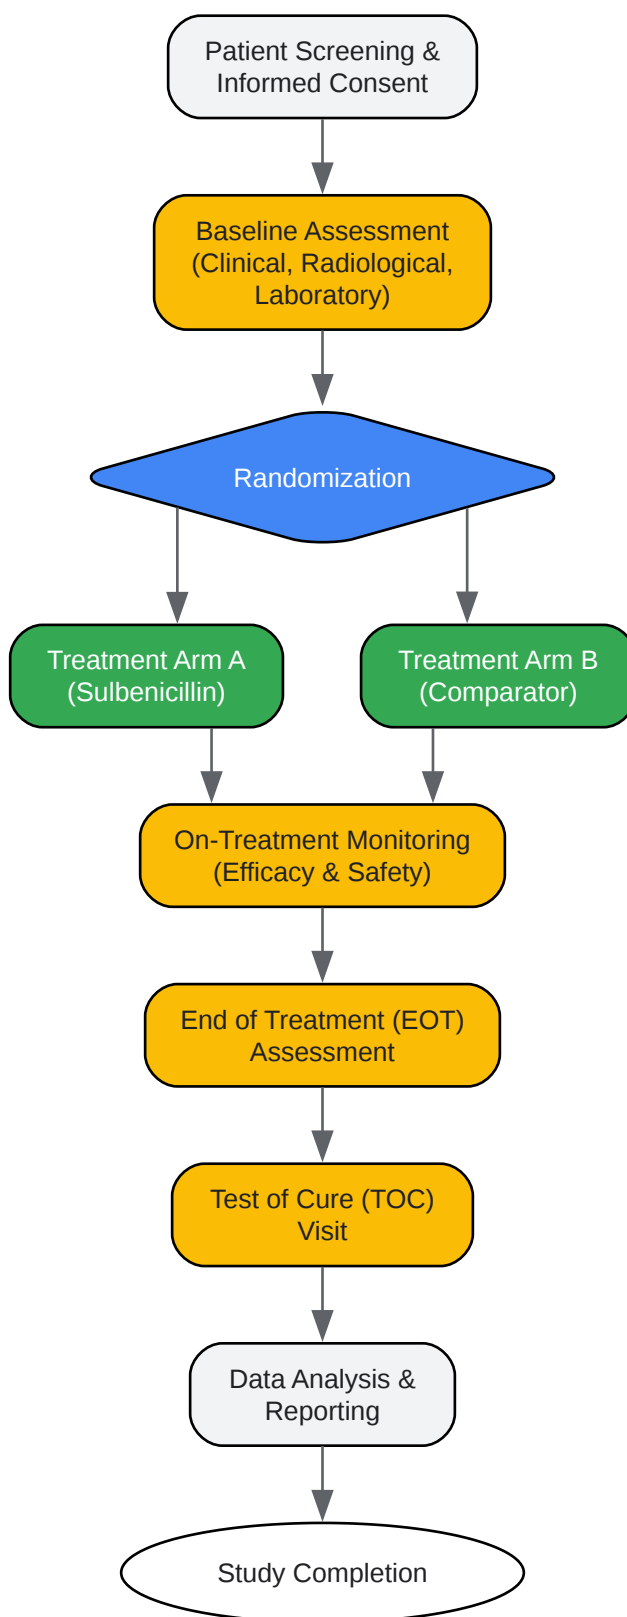 Patient Screening &
Informed Consent
Baseline Assessment
(Clinical, Radiological,
Laboratory)
Randomization
Treatment Arm A
(Sulbenicillin)
Treatment Arm B
(Comparator)
On-Treatment Monitoring
(Efficacy & Safety)
End of Treatment (EOT)
Assessment
Test of Cure (TOC)
Visit
Data Analysis &
Reporting
Study Completion